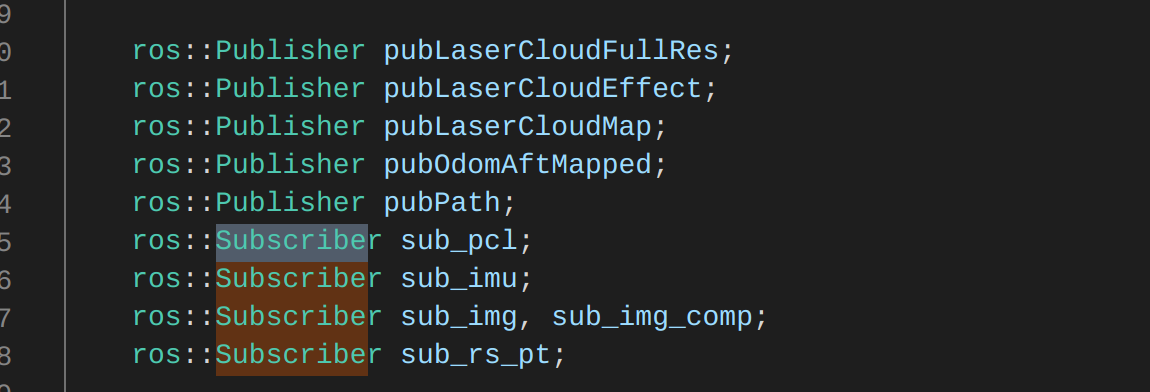 9
0 ros::Publisher pubLaserCloudFullRes;
1 ros::Publisher pubLaserCloudEffect;
2 ros::Publisher pubLaserCloudMap;
3 ros::Publisher pubOdomAftMapped;
4 ros::Publisher pubPath;
5 ros::Subscriber sub_pcl;
6 ros::Subscriber sub_imu;
7 ros::Subscriber sub_img, sub_img_comp;
8 ros::Subscriber sub_rs_pt;